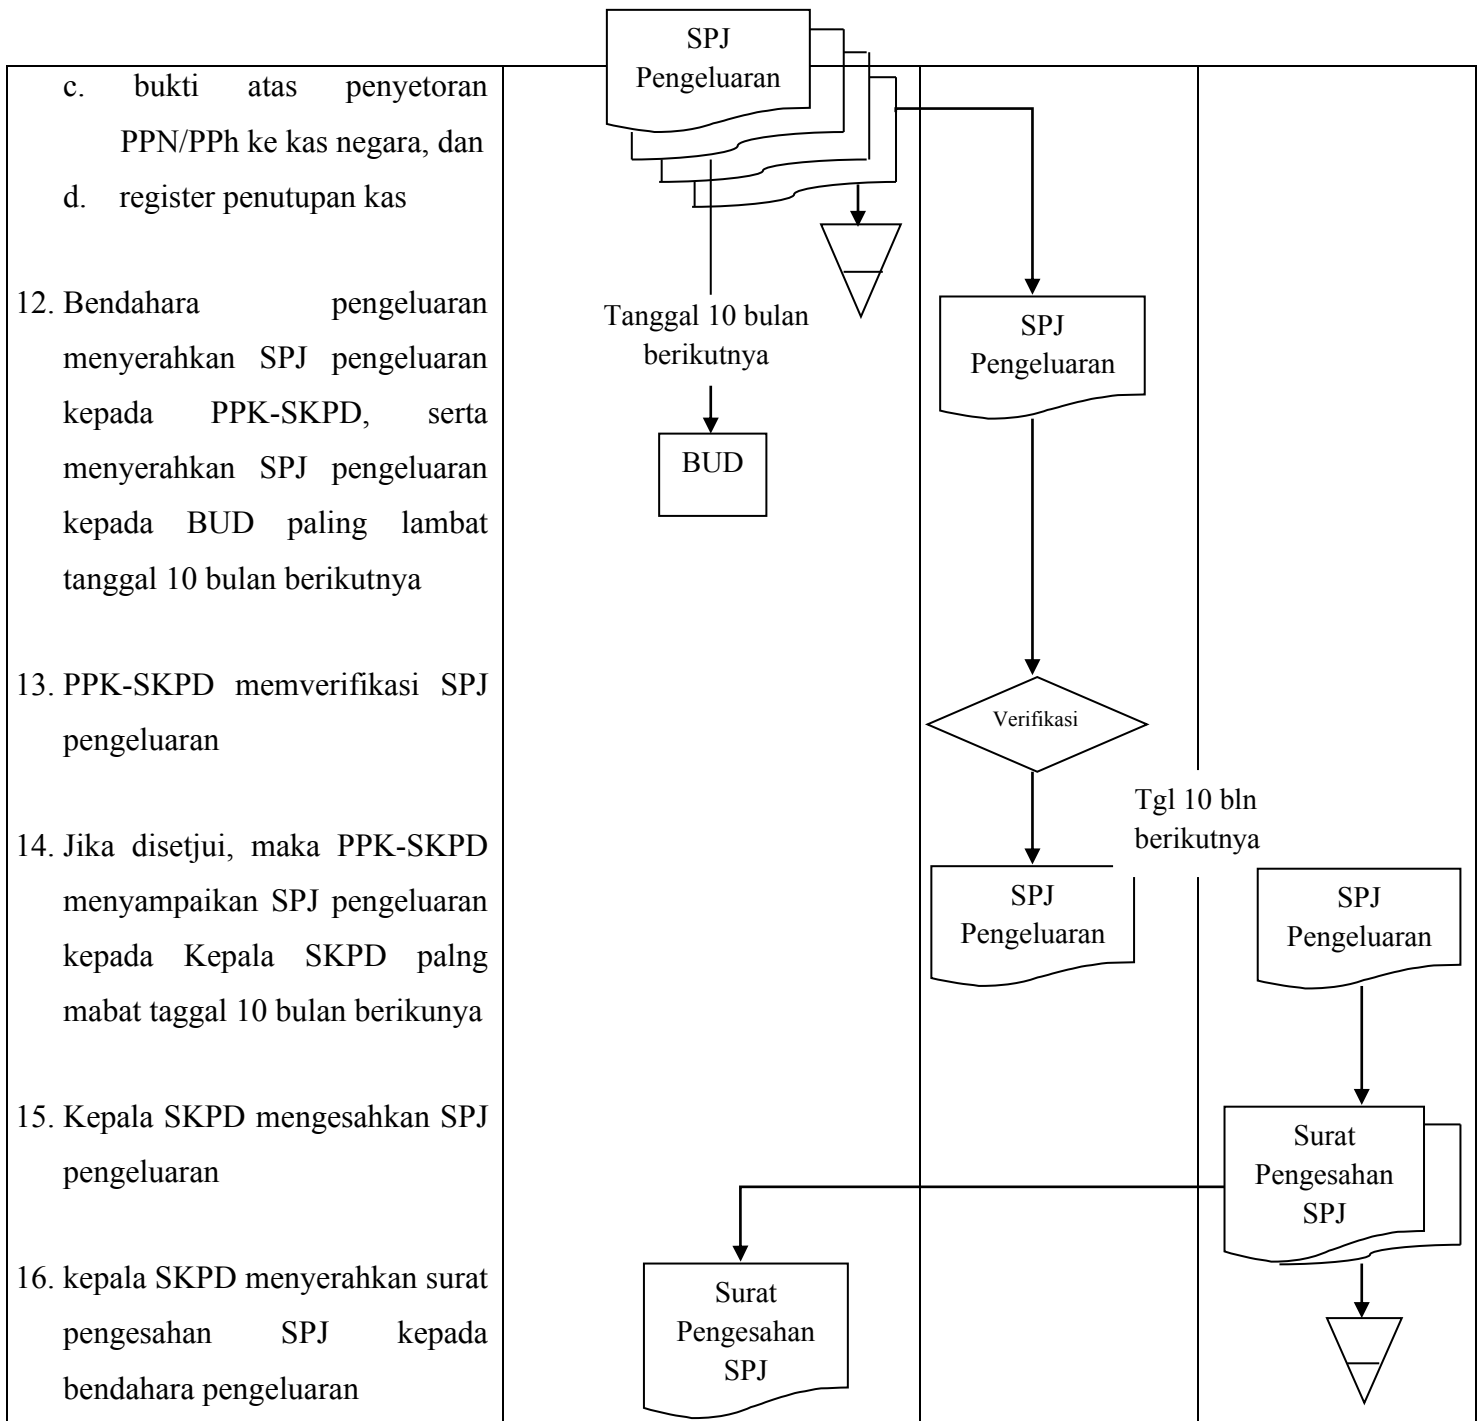 SPJ
Pengeluaran
c. bukti atas penyetoran
PPN/PPh ke kas negara, dan
d. register penutupan kas
12. Bendahara pengeluaran
menyerahkan SPJ pengeluaran
kepada PPK-SKPD, serta
menyerahkan SPJ pengeluaran
kepada BUD paling lambat
tanggal 10 bulan berikutnya
Tanggal 10 bulan
berikutnya
BUD
SPJ
Pengeluaran
13. PPK-SKPD memverifikasi SPJ
pengeluaran
Verifikasi
Tgl 10 bln
berikutnya
14. Jika disetjui, maka PPK-SKPD
menyampaikan SPJ pengeluaran
kepada Kepala SKPD palng
mabat taggal 10 bulan berikunya
SPJ
Pengeluaran
SPJ
Pengeluaran
15. Kepala SKPD mengesahkan SPJ
pengeluaran
Surat
Pengesahan
SPJ
16. kepala SKPD menyerahkan surat
pengesahan SPJ kepada
bendahara pengeluaran
Surat
Pengesahan
SPJ